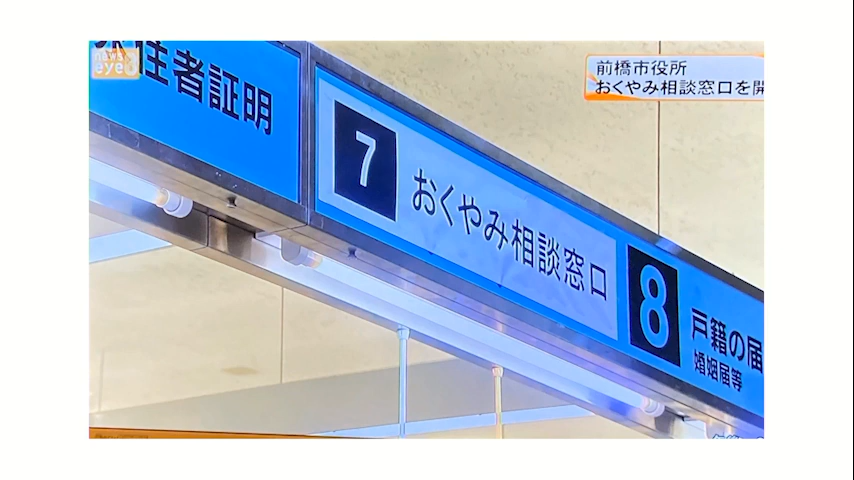 news
eye
前橋市役所
おくやみ相談窓口を開
住者証明
7
おくやみ相談窓口
8
戸籍の届
婚姻届等